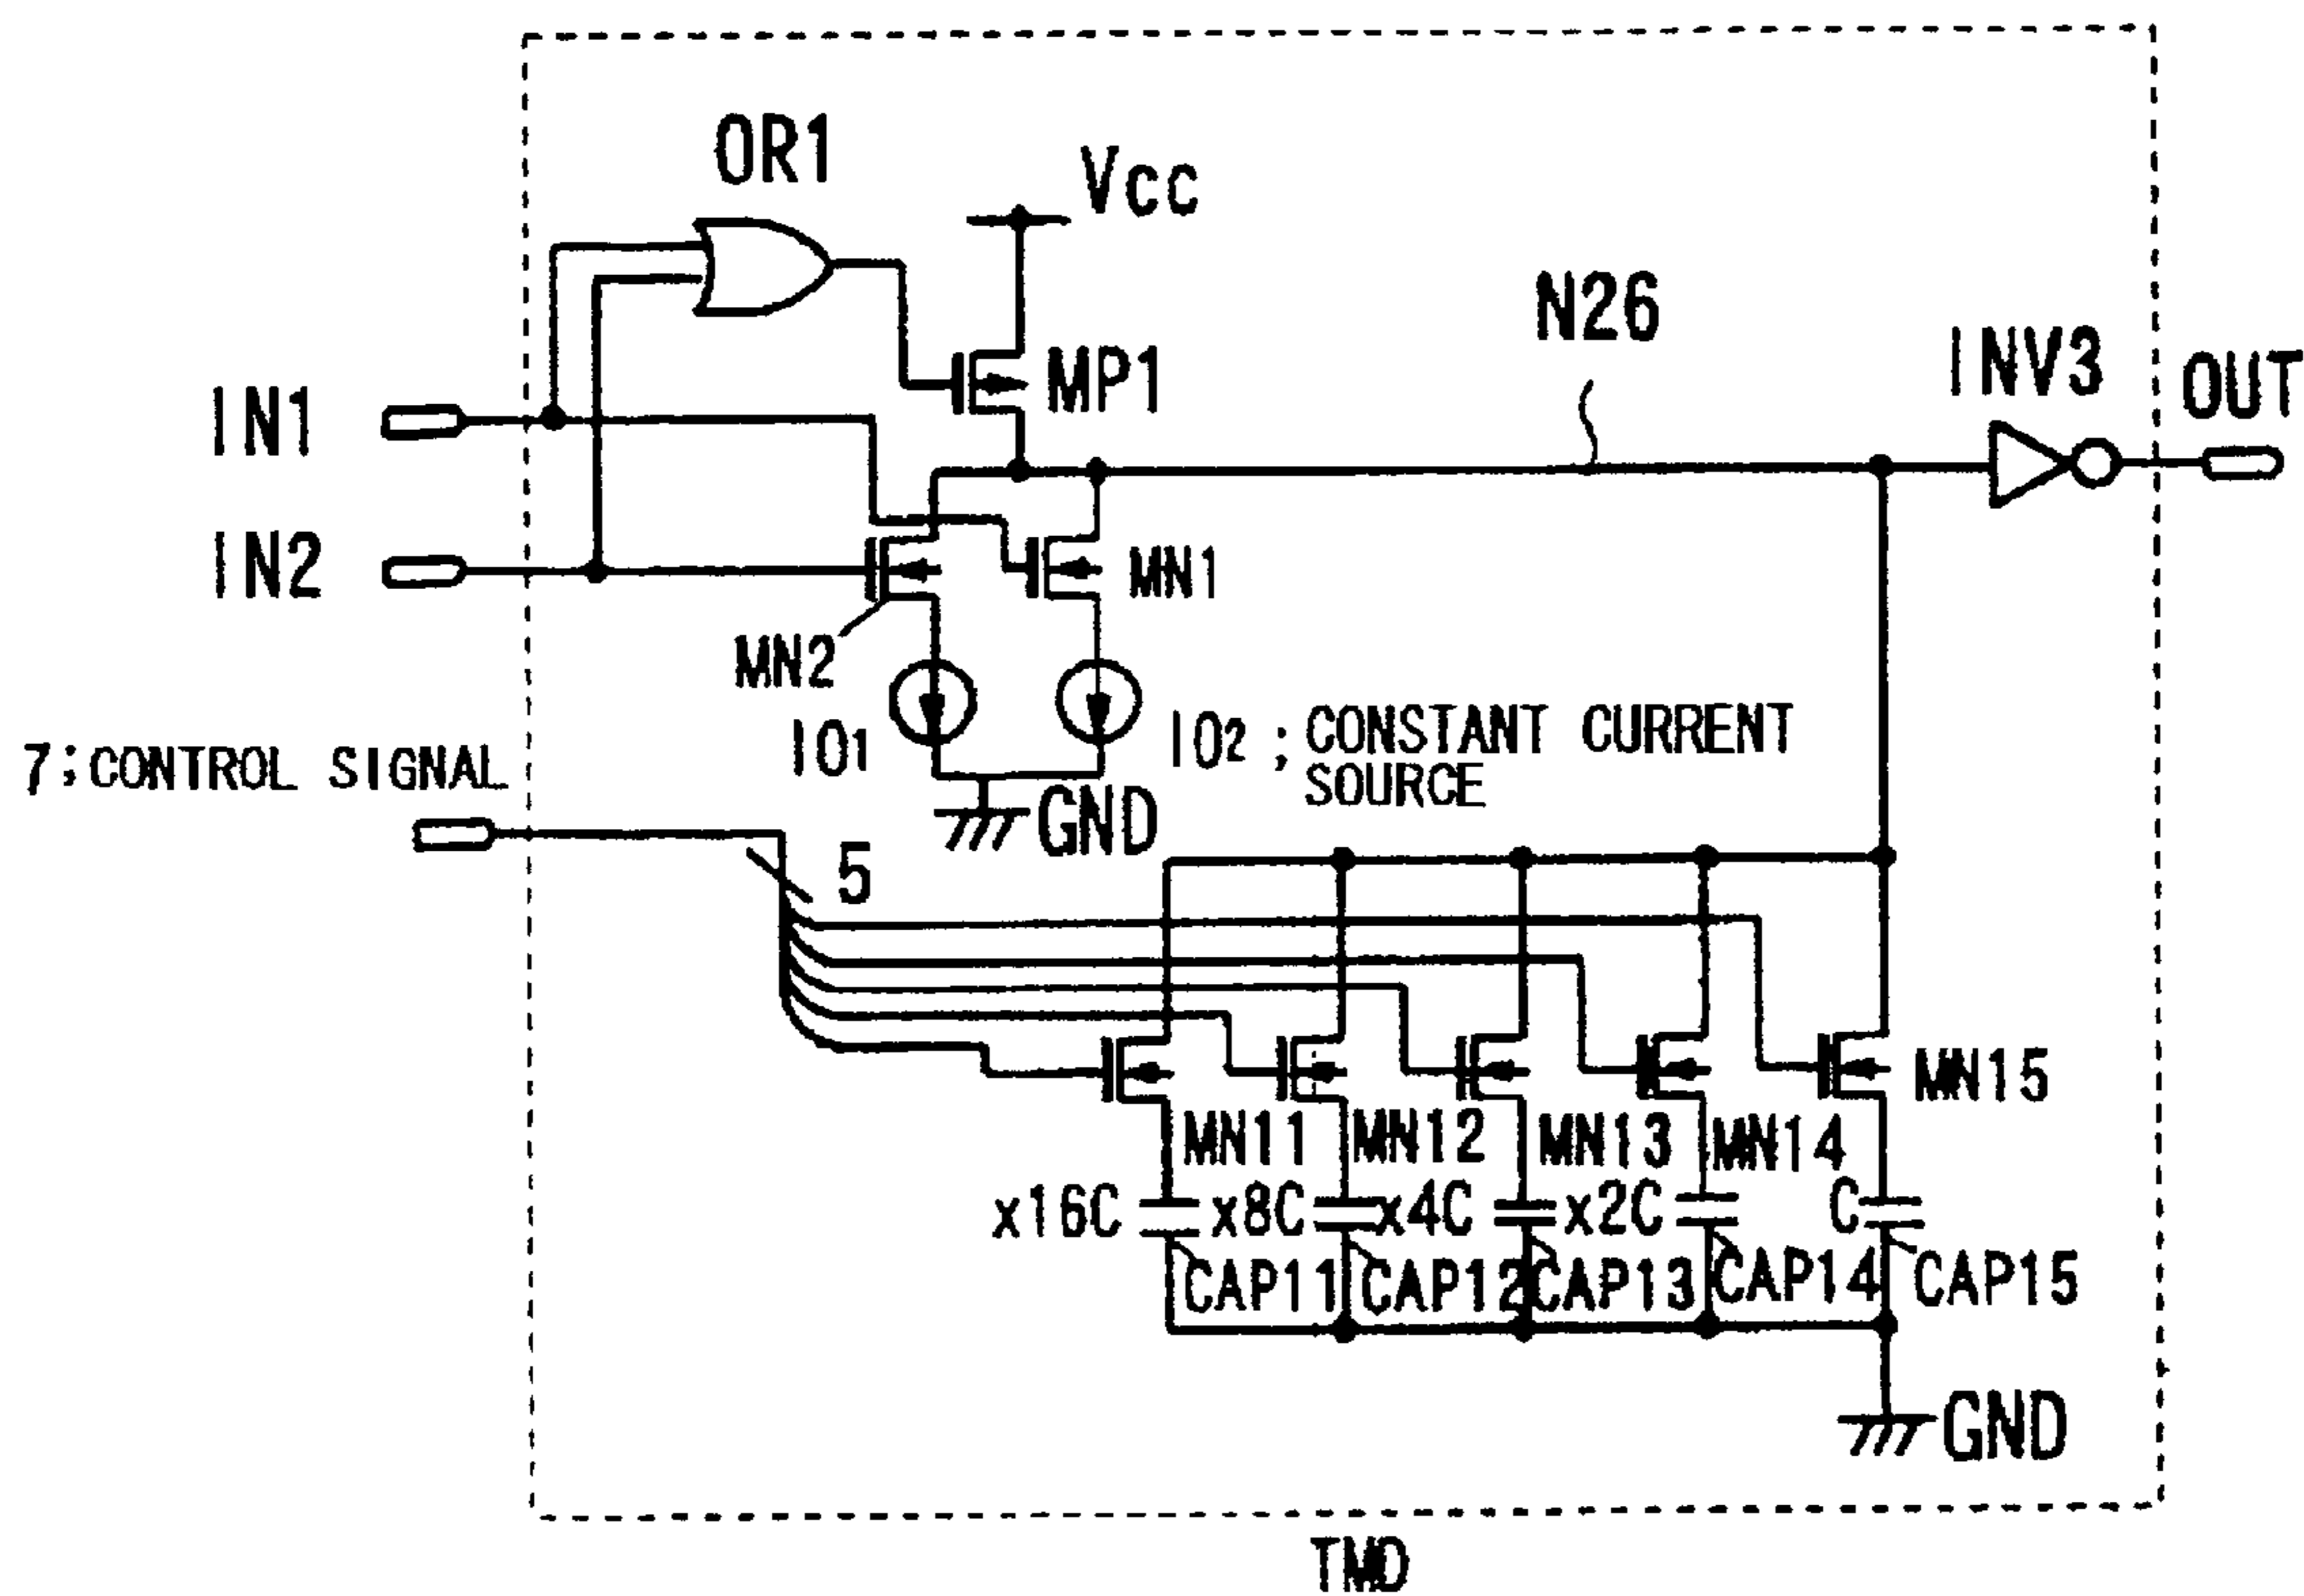 OR1
Vcc
N26
INV3
OUT
MP1
IN1
IN2
MN1
MN2
IO1
IO2 ; CONSTANT CURRENT
SOURCE
7;CONTROL SIGNAL
GND
5
MN15
MN11
MN12
MN13
MN14
x16C
x8C
x4C
x2C
C
CAP11
CAP12
CAP13
CAP14
CAP15
GND
TMD